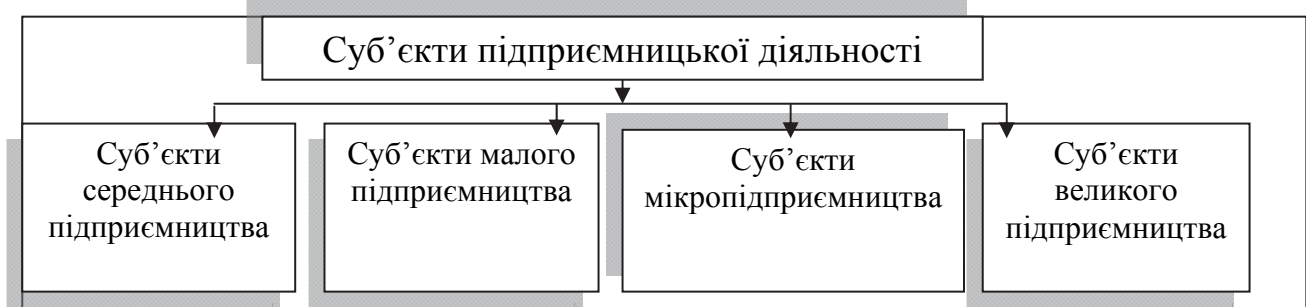 Суб’єкти підприємницької діяльності
Суб’єкти
середнього
підприємництва
Суб’єкти малого
підприємництва
Суб’єкти
мікропідприємництва
Суб’єкти
великого
підприємництва